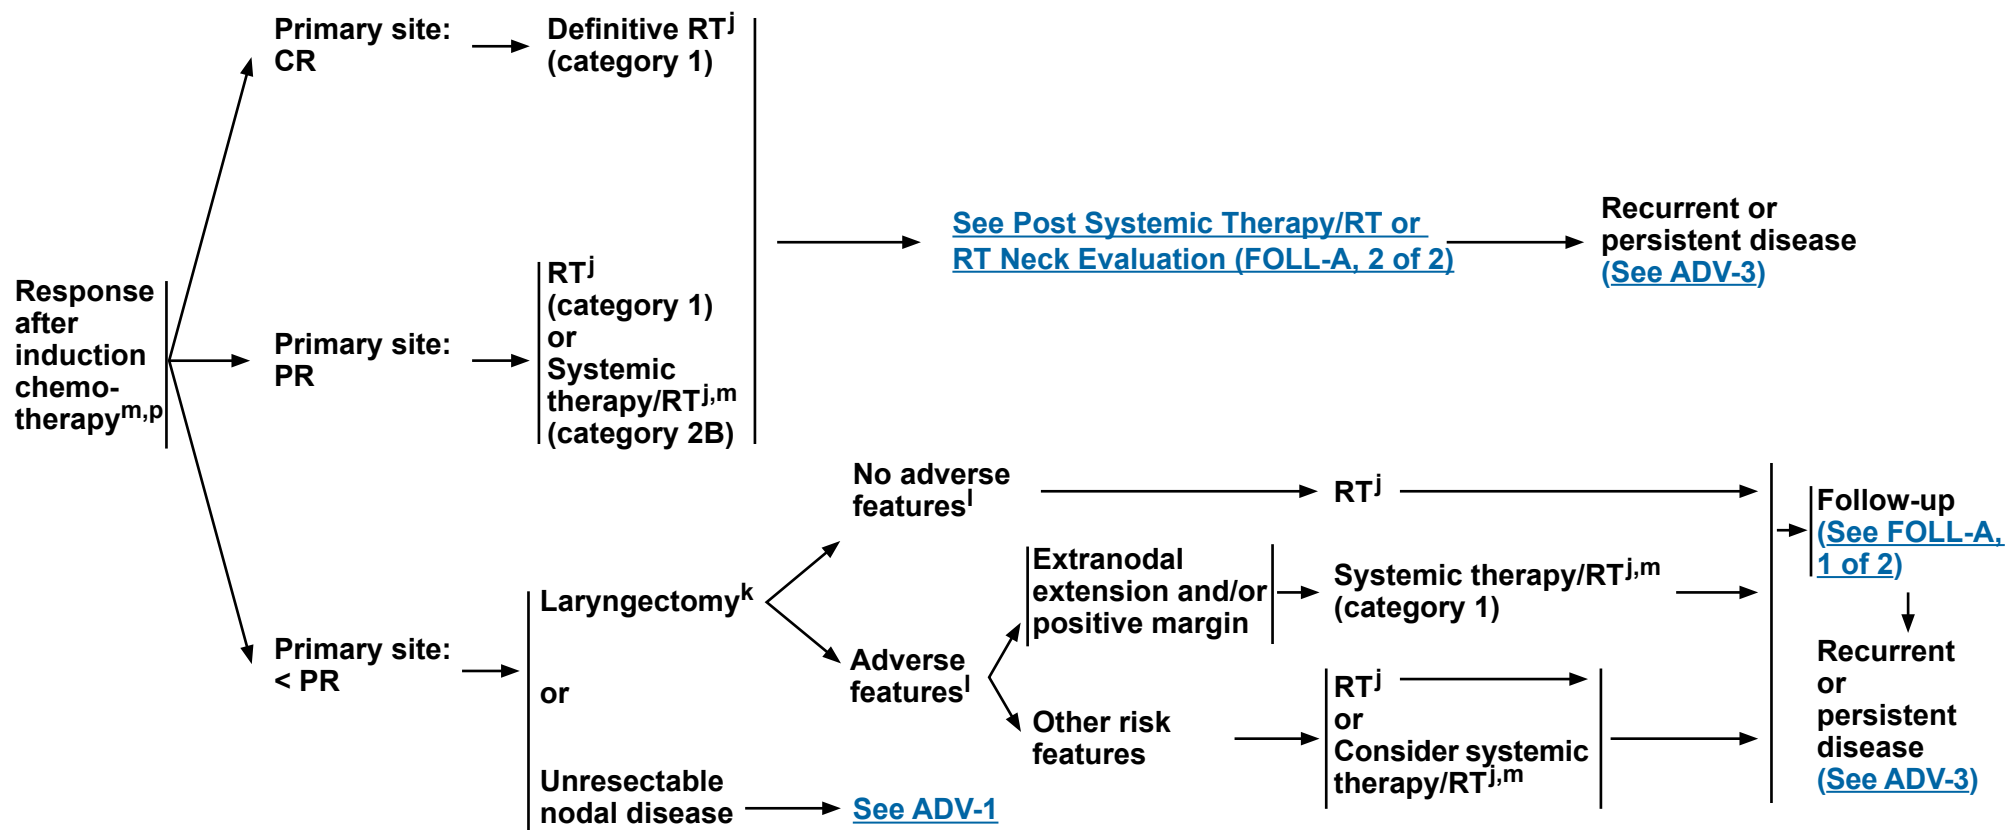 Primary site:
CR
Definitive RTj
(category 1)
See Post Systemic Therapy/RT or
RT Neck Evaluation (FOLL-A, 2 of 2)
Recurrent or
persistent disease
(See ADV-3)
Response
after
induction
chemo-
therapym,p
Primary site:
PR
RTj
(category 1)
or
Systemic
therapy/RTj,m
(category 2B)
Primary site:
< PR
Laryngectomyk
or
Unresectable
nodal disease
See ADV-1
No adverse
featuresl
RTj
Adverse
featuresl
Extranodal
extension and/or
positive margin
Systemic therapy/RTj,m
(category 1)
Other risk
features
RTj
or
Consider systemic
therapy/RTj,m
Follow-up
(See FOLL-A,
1 of 2)
Recurrent
or
persistent
disease
(See ADV-3)